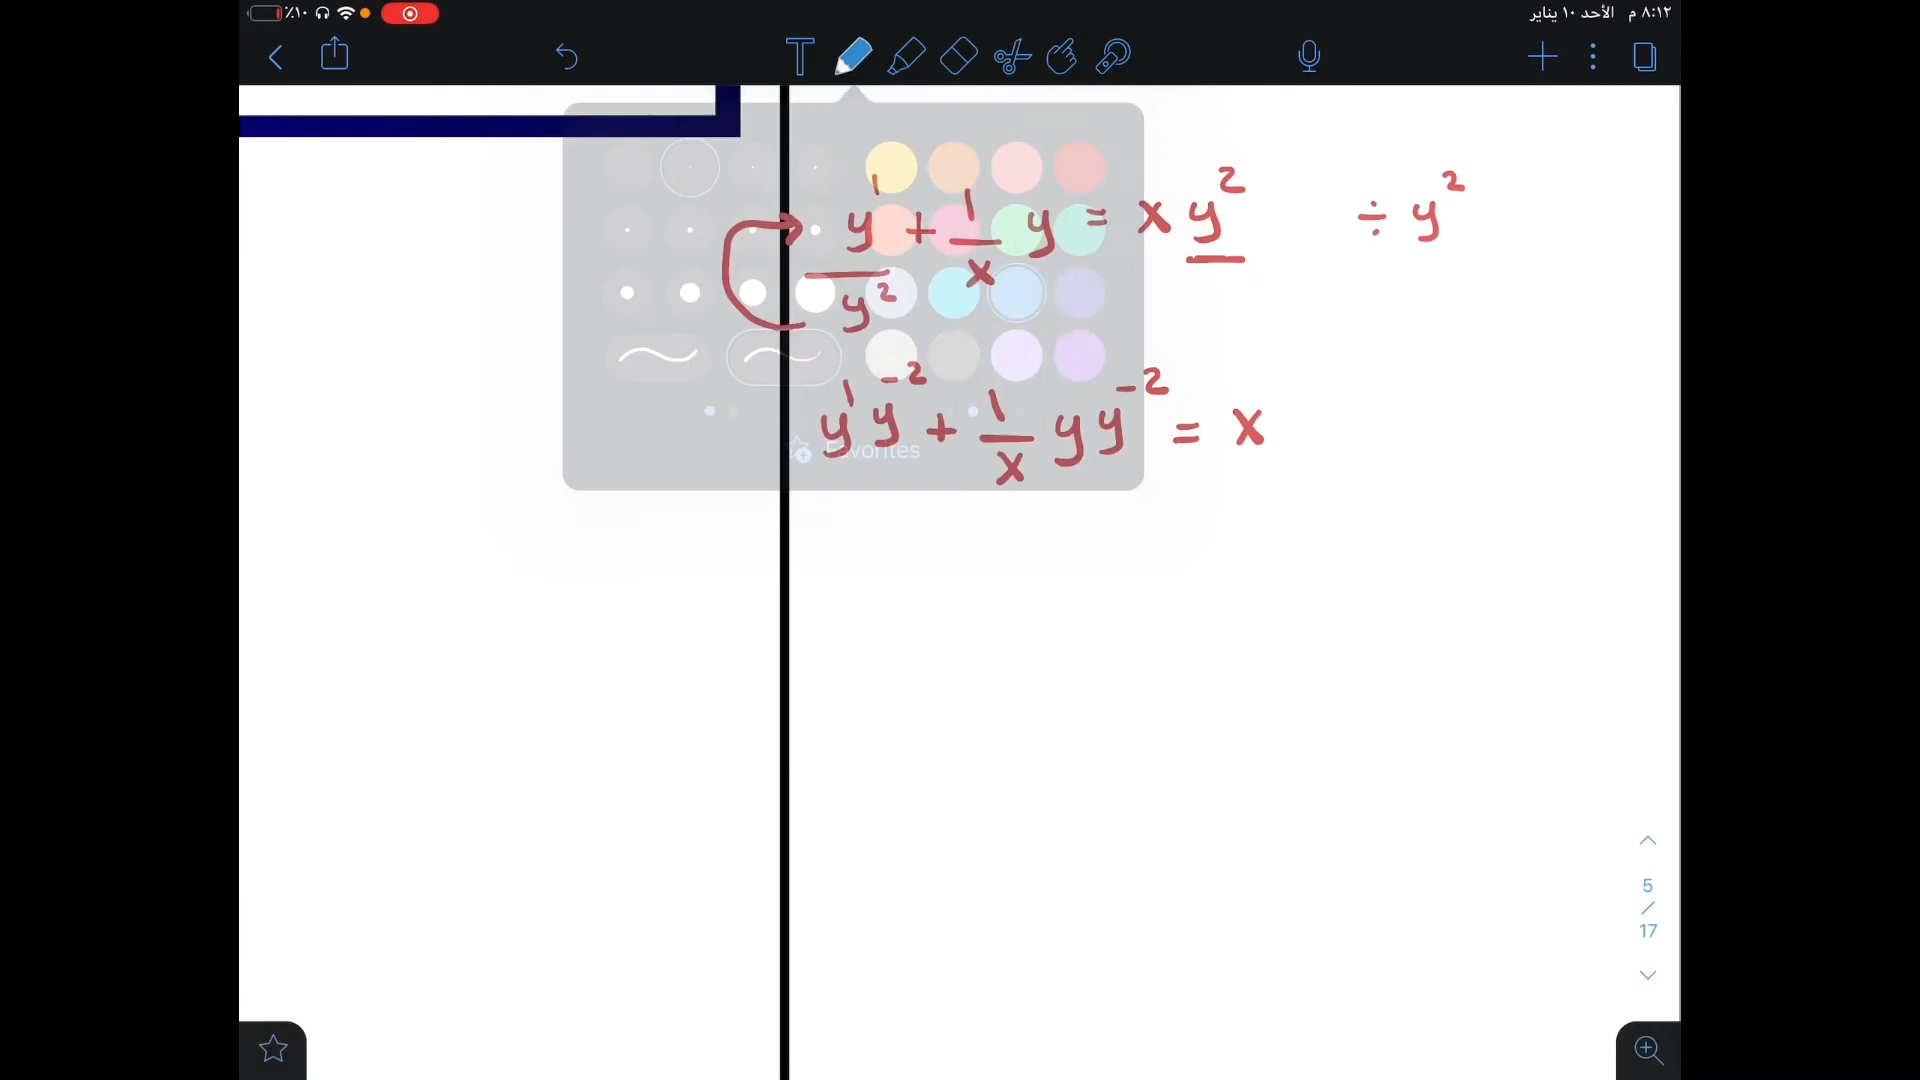 ٪١٠
٨:١٢ م الأحد ١٠ يناير
T
y' + 1/x y = x y² ÷ y²
y²
y' y⁻² + 1/x y y⁻² = x
Favorites
5
/
17